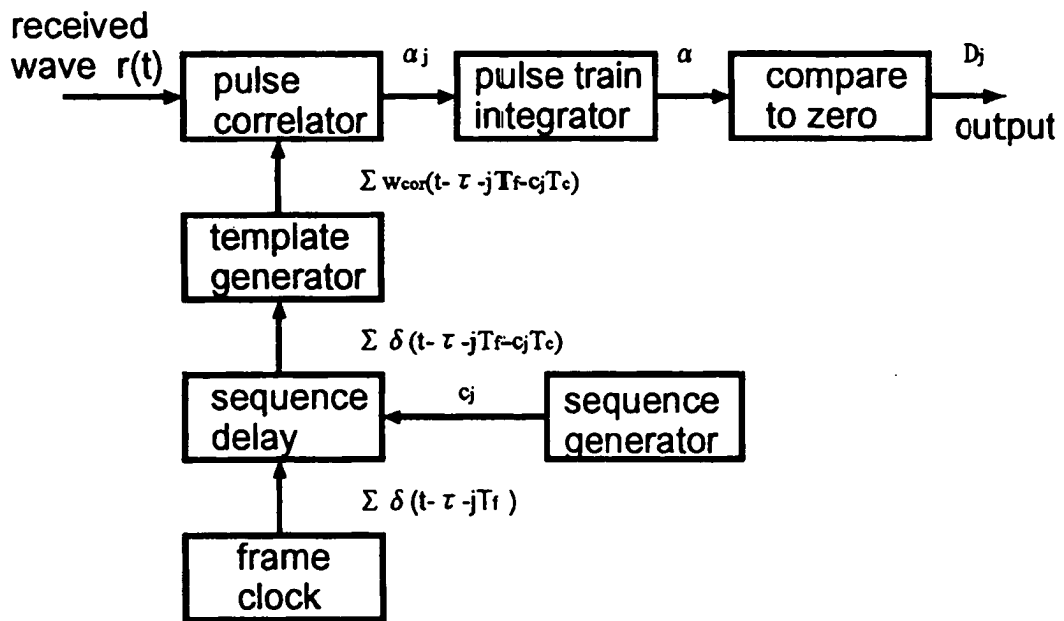 received
wave r(t)
pulse
correlator
αj
pulse train
integrator
α
compare
to zero
Dj
output
Σ wcor(t- τ -jTf-cjTc)
template
generator
Σ δ(t- τ -jTf-cjTc)
sequence
delay
cj
sequence
generator
Σ δ(t- τ -jTf )
frame
clock